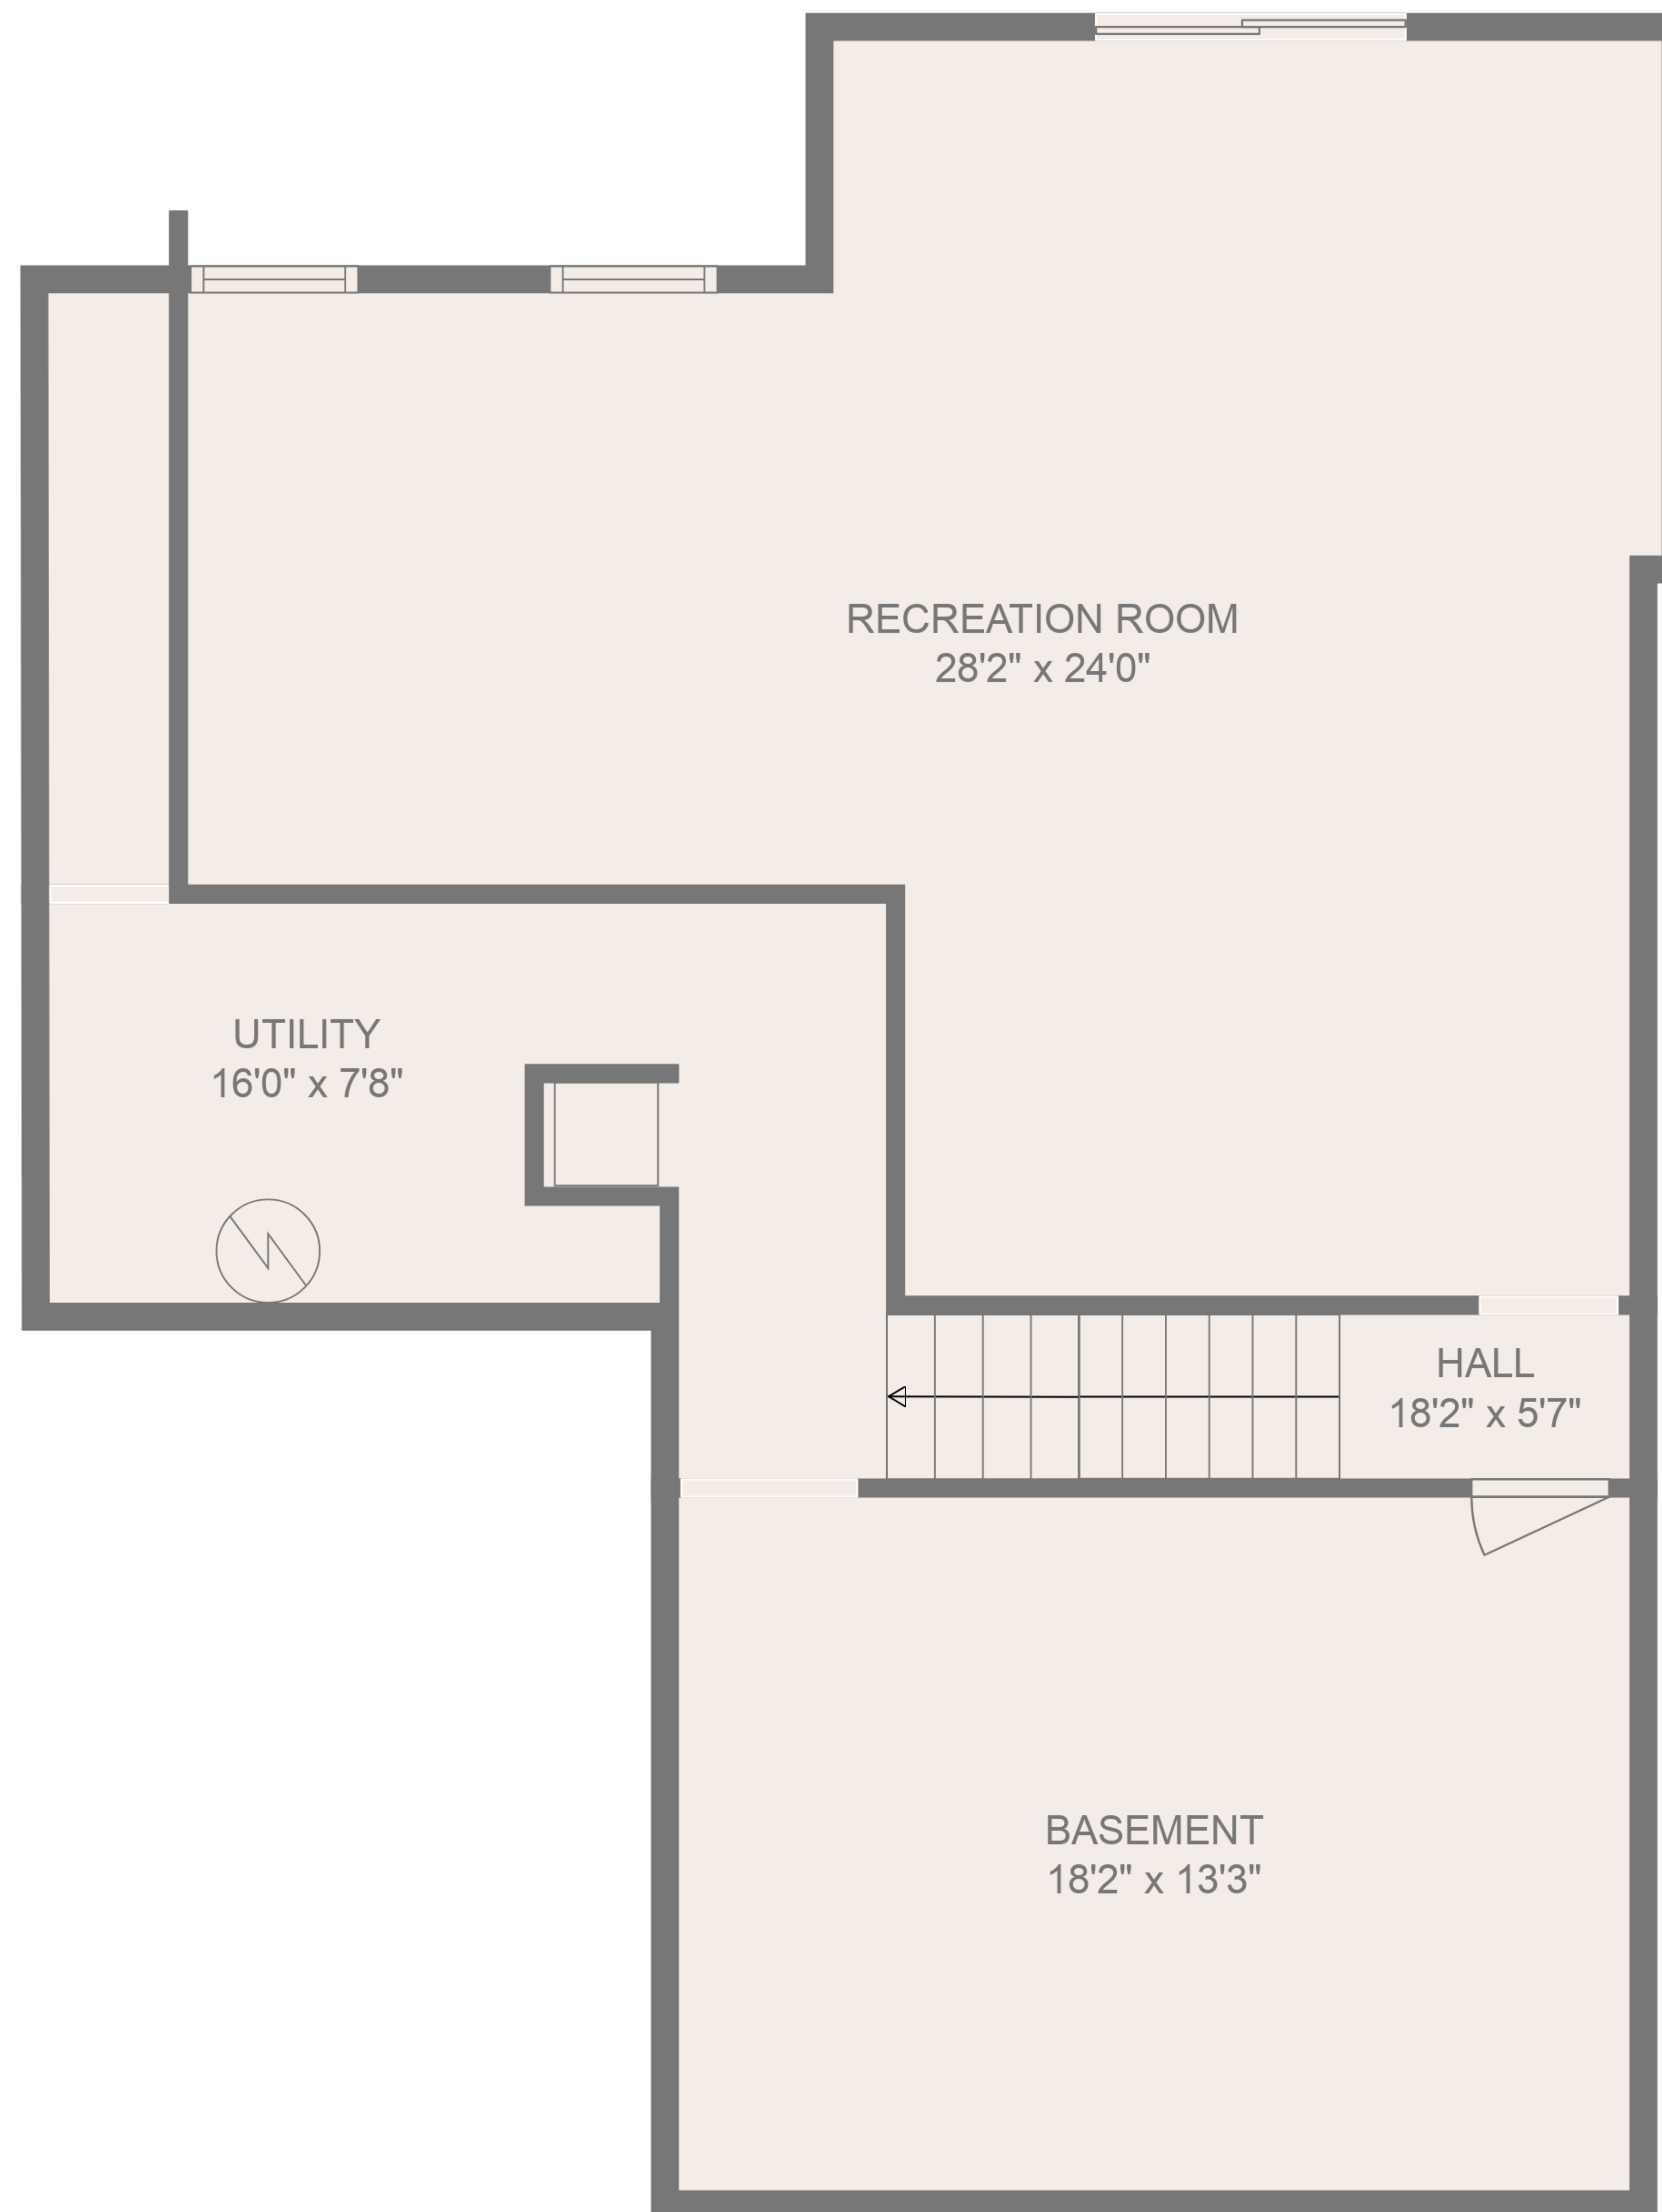 RECREATION ROOM
28'2" x 24'0"
UTILITY
16'0" x 7'8"
HALL
18'2" x 5'7"
BASEMENT
18'2" x 13'3"